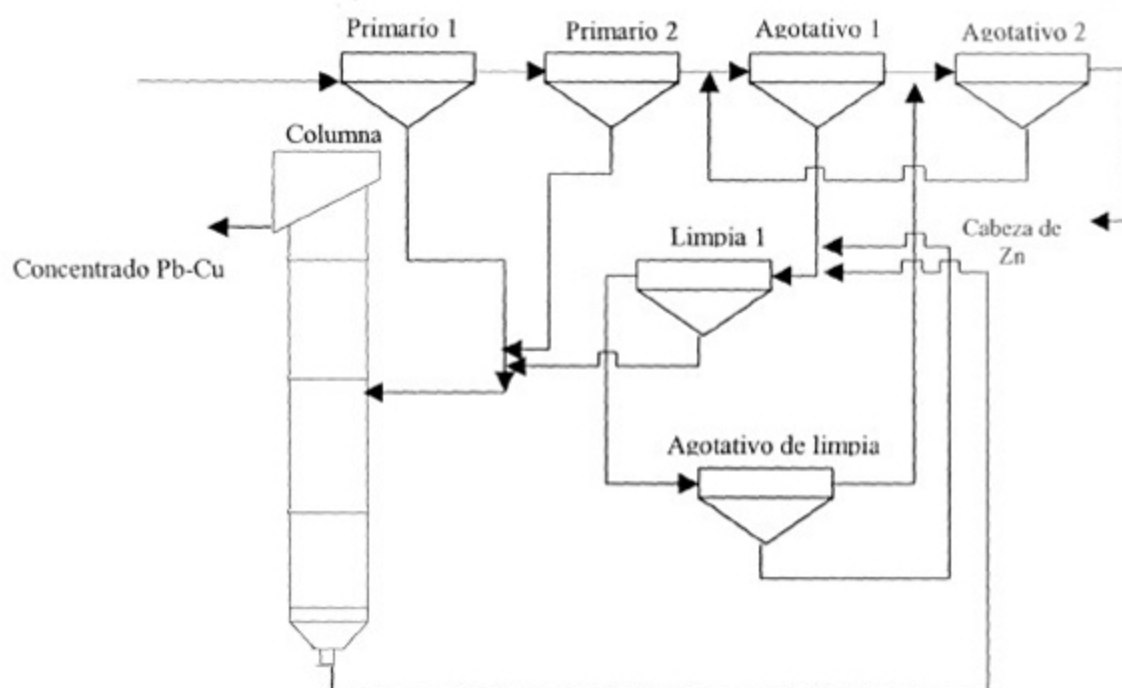 Primario 1
Primario 2
Agotativo 1
Agotativo 2
Columna
Cabeza de
Zn
Limpia 1
Concentrado Pb-Cu
Agotativo de limpia